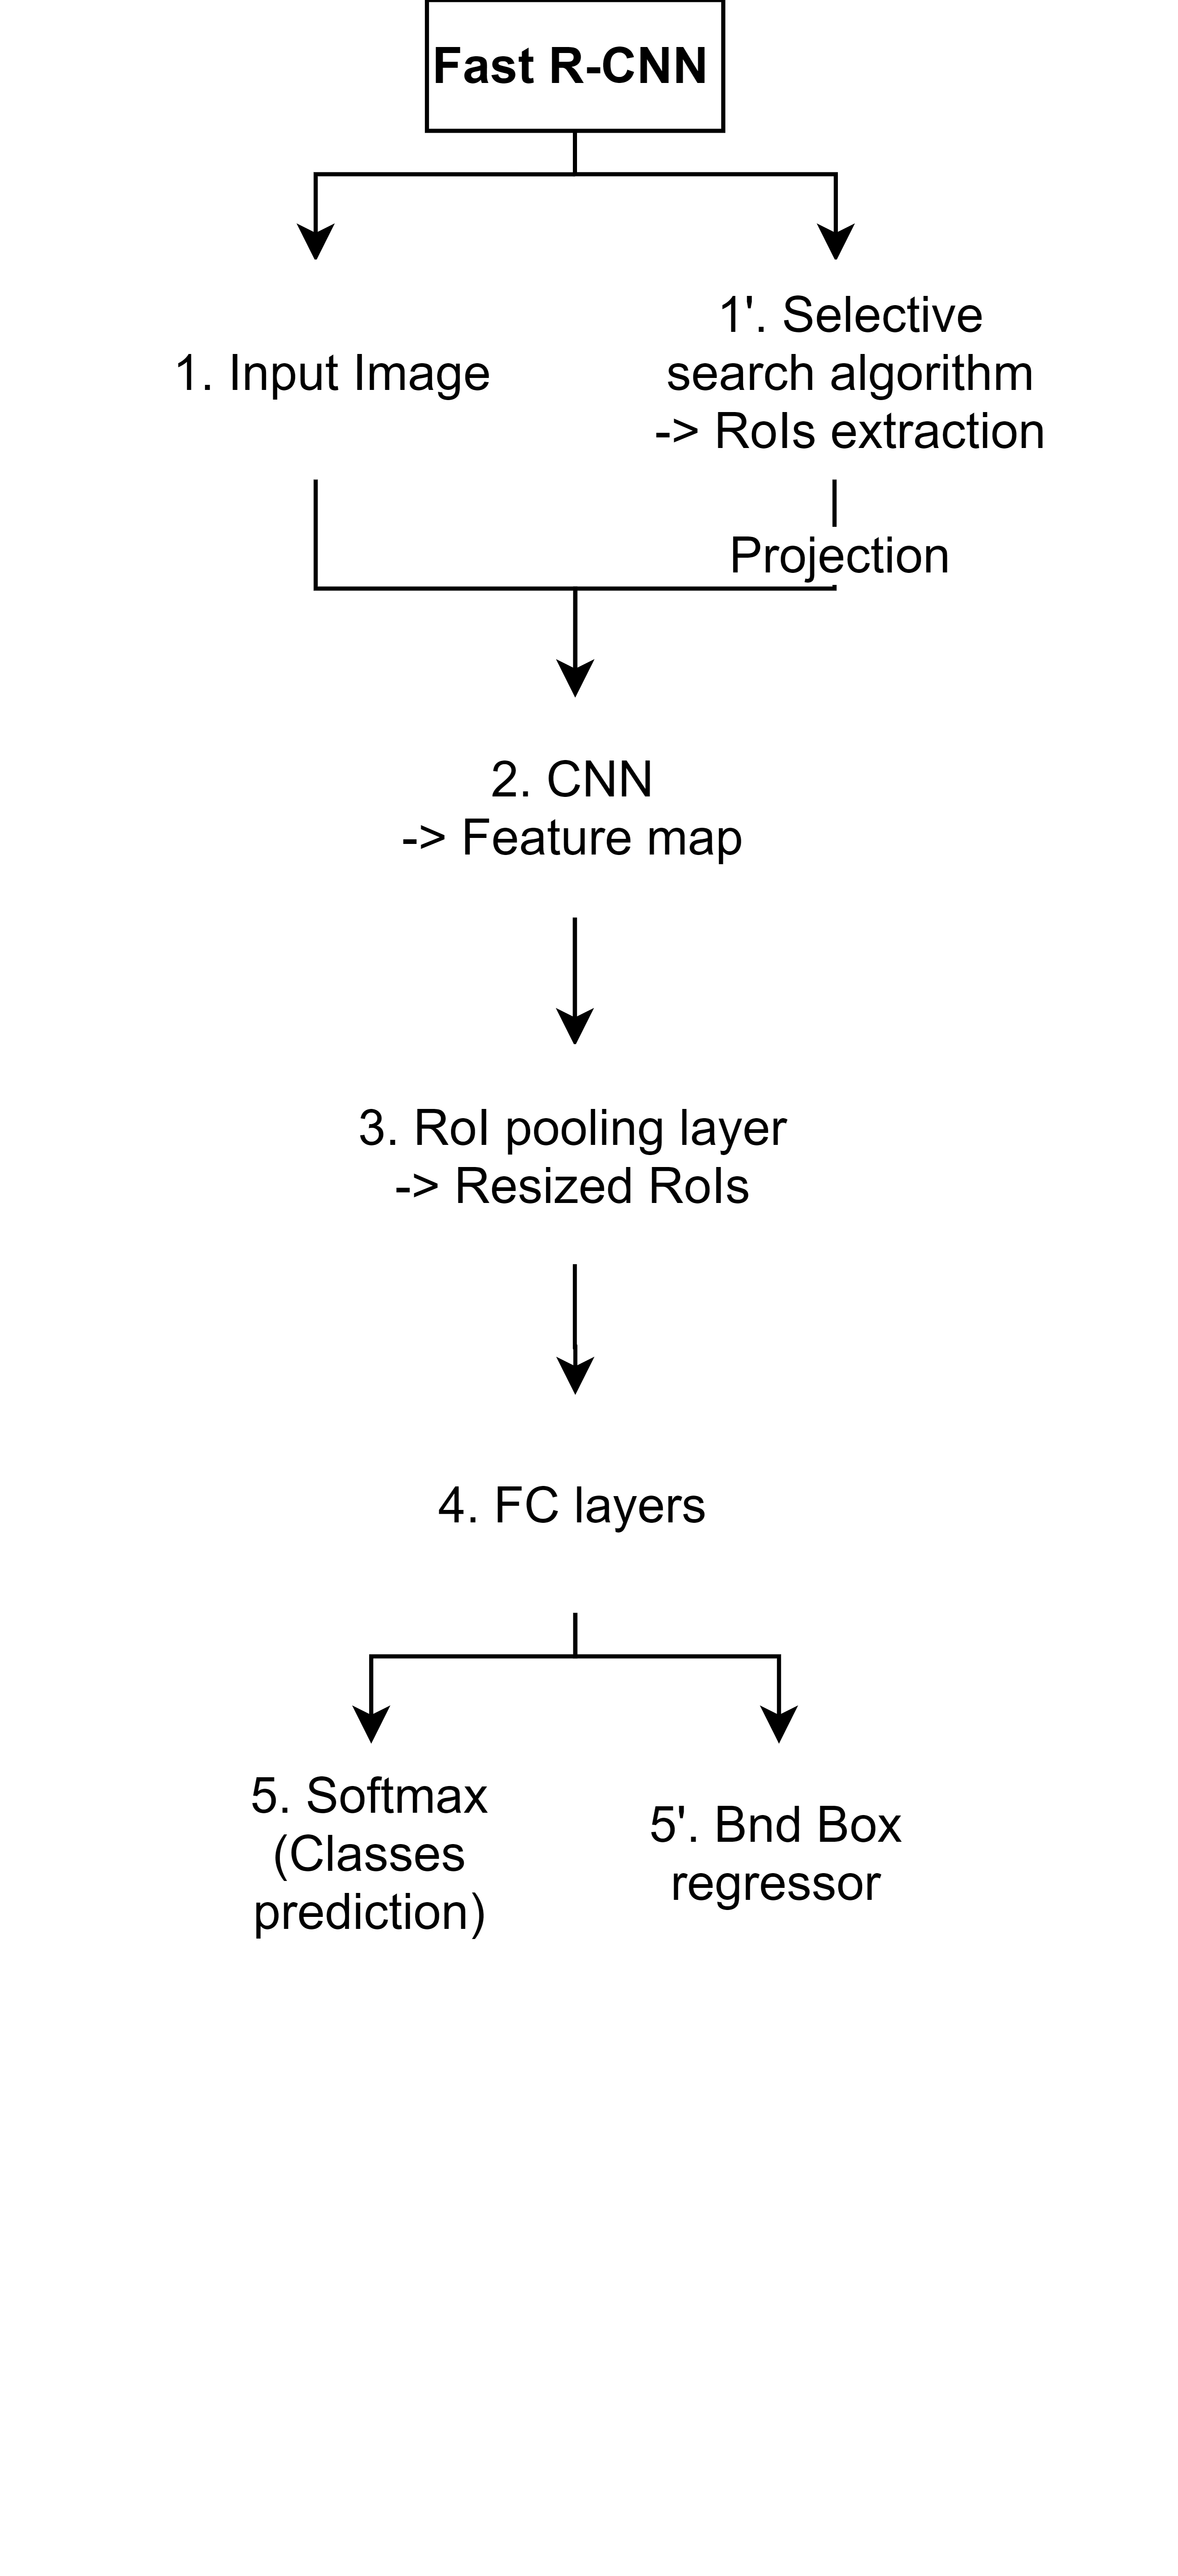 Fast R-CNN
1. Input Image
1'. Selective
search algorithm
-> RoIs extraction
Projection
2. CNN
-> Feature map
3. RoI pooling layer
-> Resized RoIs
4. FC layers
5. Softmax
(Classes
prediction)
5'. Bnd Box
regressor